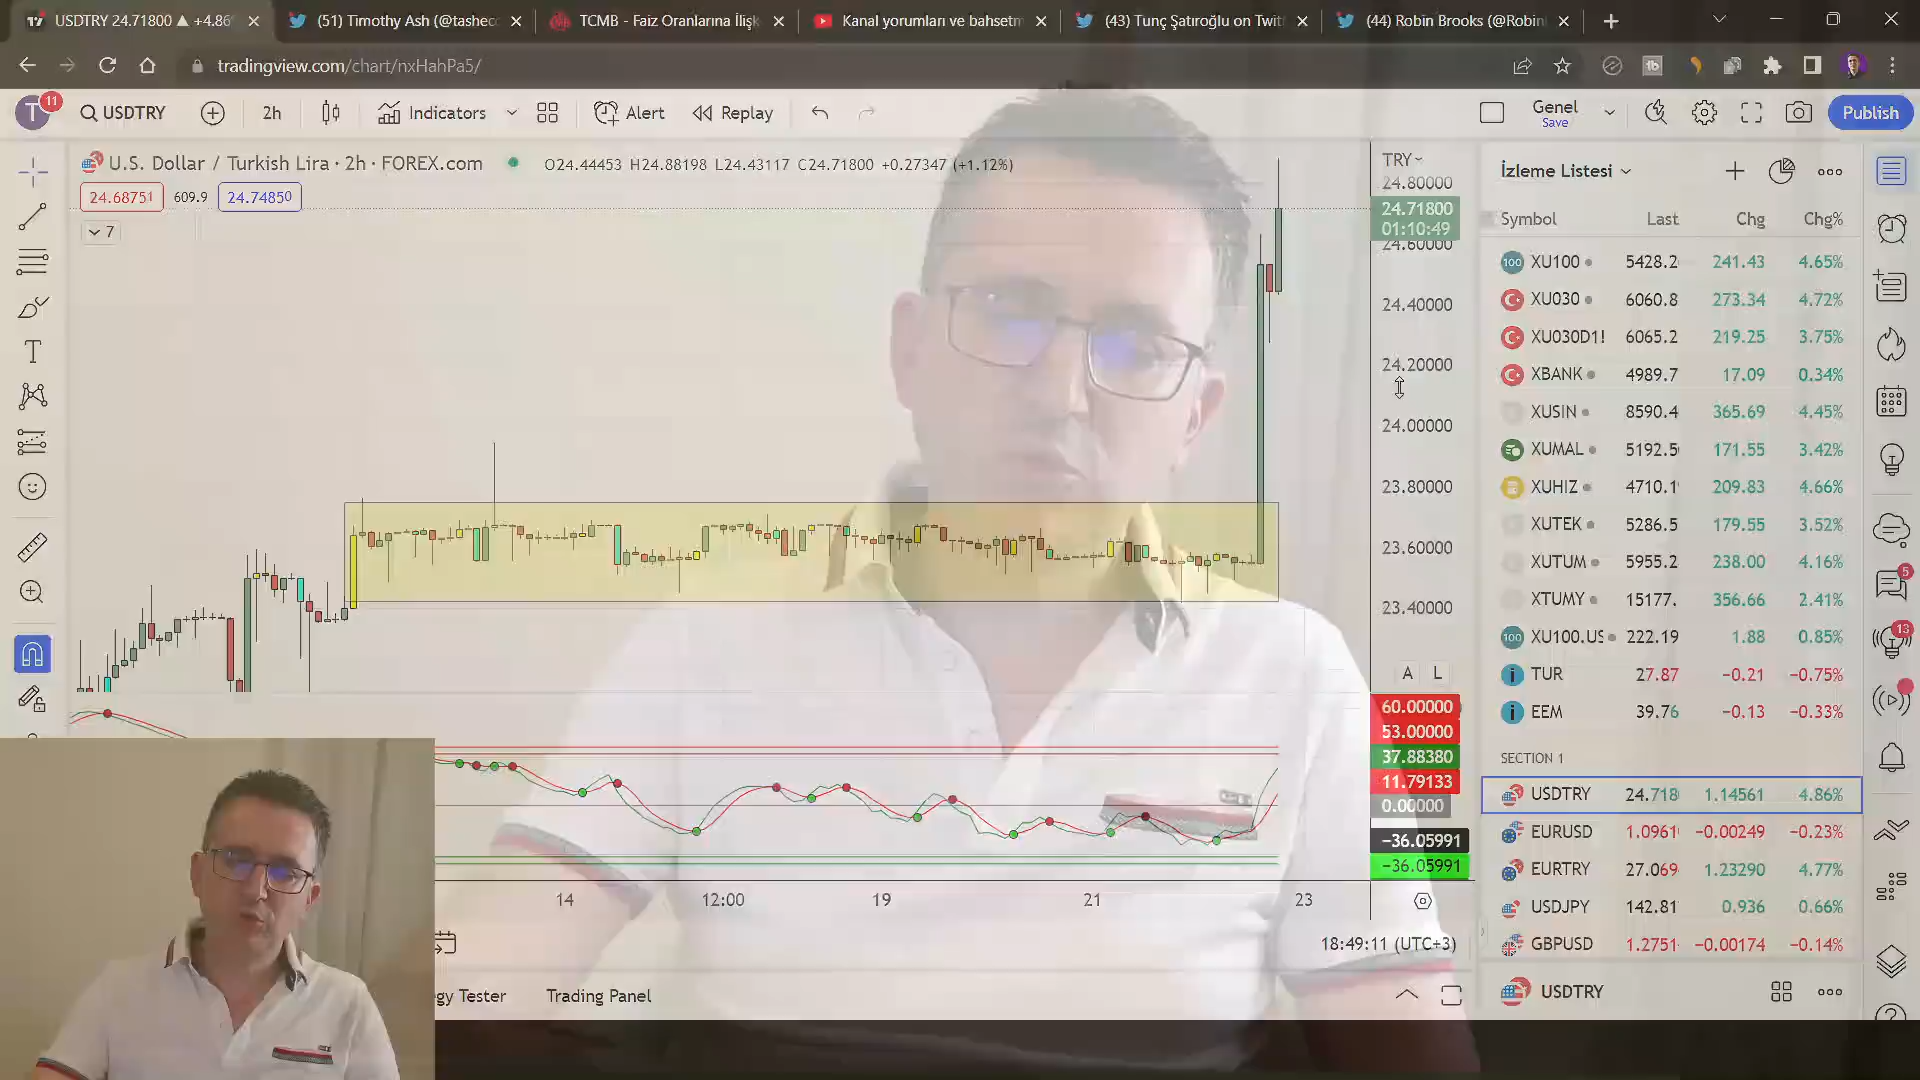 USDTRY 24.71800 ▲ +4.86
(51) Timothy Ash (@tashecc
TCMB - Faiz Oranlarına İlişk
Kanal yorumları ve bahsetm
(43) Tunç Şatıroğlu on Twit
(44) Robin Brooks (@Robin
tradingview.com/chart/nxHahPa5/
T
11
USDTRY
2h
Indicators
Alert
Replay
Genel
Save
Publish
U.S. Dollar / Turkish Lira · 2h · FOREX.com
O24.44453 H24.88198 L24.43117 C24.71800 +0.27347 (+1.12%)
24.68751
609.9
24.74850
7
TRY
24.80000
24.71800
01:10:49
24.60000
24.40000
24.20000
24.00000
23.80000
23.60000
23.40000
A L
60.00000
53.00000
37.88380
11.79133
0.00000
−36.05991
−36.05991
14 12:00 19 21 23
18:49:11 (UTC+3)
gy Tester
Trading Panel
İzleme Listesi
Symbol Last Chg Chg%
XU100 5428.2 241.43 4.65%
XU030 6060.8 273.34 4.72%
XU030D1! 6065.2 219.25 3.75%
XBANK 4989.7 17.09 0.34%
XUSIN 8590.4 365.69 4.45%
XUMAL 5192.5 171.55 3.42%
XUHIZ 4710.1 209.83 4.66%
XUTEK 5286.5 179.55 3.52%
XUTUM 5955.2 238.00 4.16%
XTUMY 15177. 356.66 2.41%
XU100.US 222.19 1.88 0.85%
TUR 27.87 −0.21 −0.75%
EEM 39.76 −0.13 −0.33%
SECTION 1
USDTRY 24.718 1.14561 4.86%
EURUSD 1.0961 −0.00249 −0.23%
EURTRY 27.069 1.23290 4.77%
USDJPY 142.81 0.936 0.66%
GBPUSD 1.2751 −0.00174 −0.14%
USDTRY
5
13